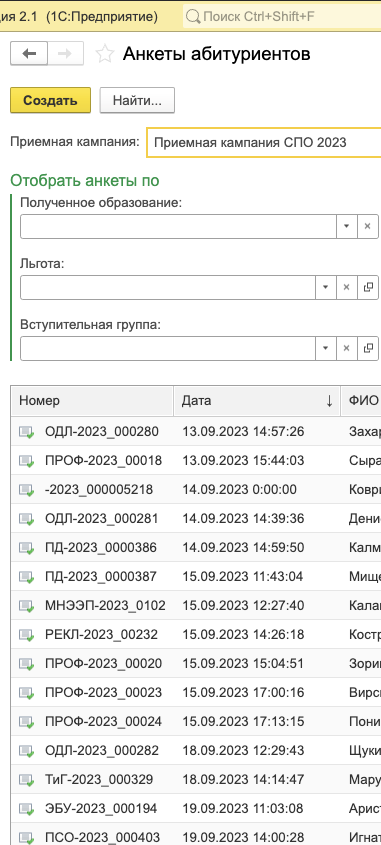 ция 2.1 (1С:Предприятие) Поиск Ctrl+Shift+F
Анкеты абитуриентов
Создать Найти...
Приемная кампания: Приемная кампания СПО 2023
Отобрать анкеты по
Полученное образование:
Льгота:
Вступительная группа:
Номер Дата ↓ ФИО
ОДЛ-2023_000280 13.09.2023 14:57:26 Захар
ПРОФ-2023_00018 13.09.2023 15:44:03 Сыра
-2023_000005218 14.09.2023 0:00:00 Ковры
ОДЛ-2023_000281 14.09.2023 14:39:36 Дени
ПД-2023_0000386 14.09.2023 14:59:50 Калм
ПД-2023_0000387 15.09.2023 11:43:04 Мище
МНЭЭП-2023_0102 15.09.2023 12:27:40 Кала
РЕКЛ-2023_00232 15.09.2023 14:26:18 Костр
ПРОФ-2023_00020 15.09.2023 15:04:51 Зори
ПРОФ-2023_00023 15.09.2023 17:00:16 Вирс
ПРОФ-2023_00024 15.09.2023 17:13:15 Пони
ОДЛ-2023_000282 18.09.2023 12:29:43 Щуки
ТиГ-2023_000329 18.09.2023 14:14:47 Мару
ЭБУ-2023_000194 19.09.2023 11:03:08 Арист
ПСО-2023_000403 19.09.2023 14:00:28 Игнат